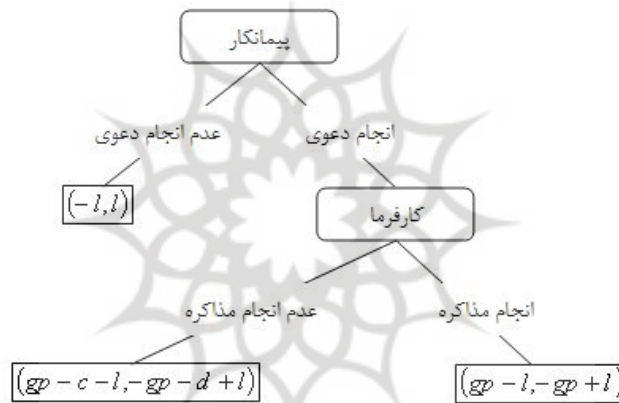 پیمانکار
انجام دعوی
عدم انجام دعوی
(-l,l)
کارفرما
انجام مذاکره
عدم انجام مذاکره
(gp-l,-gp+l)
(gp-c-l,-gp-d+l)